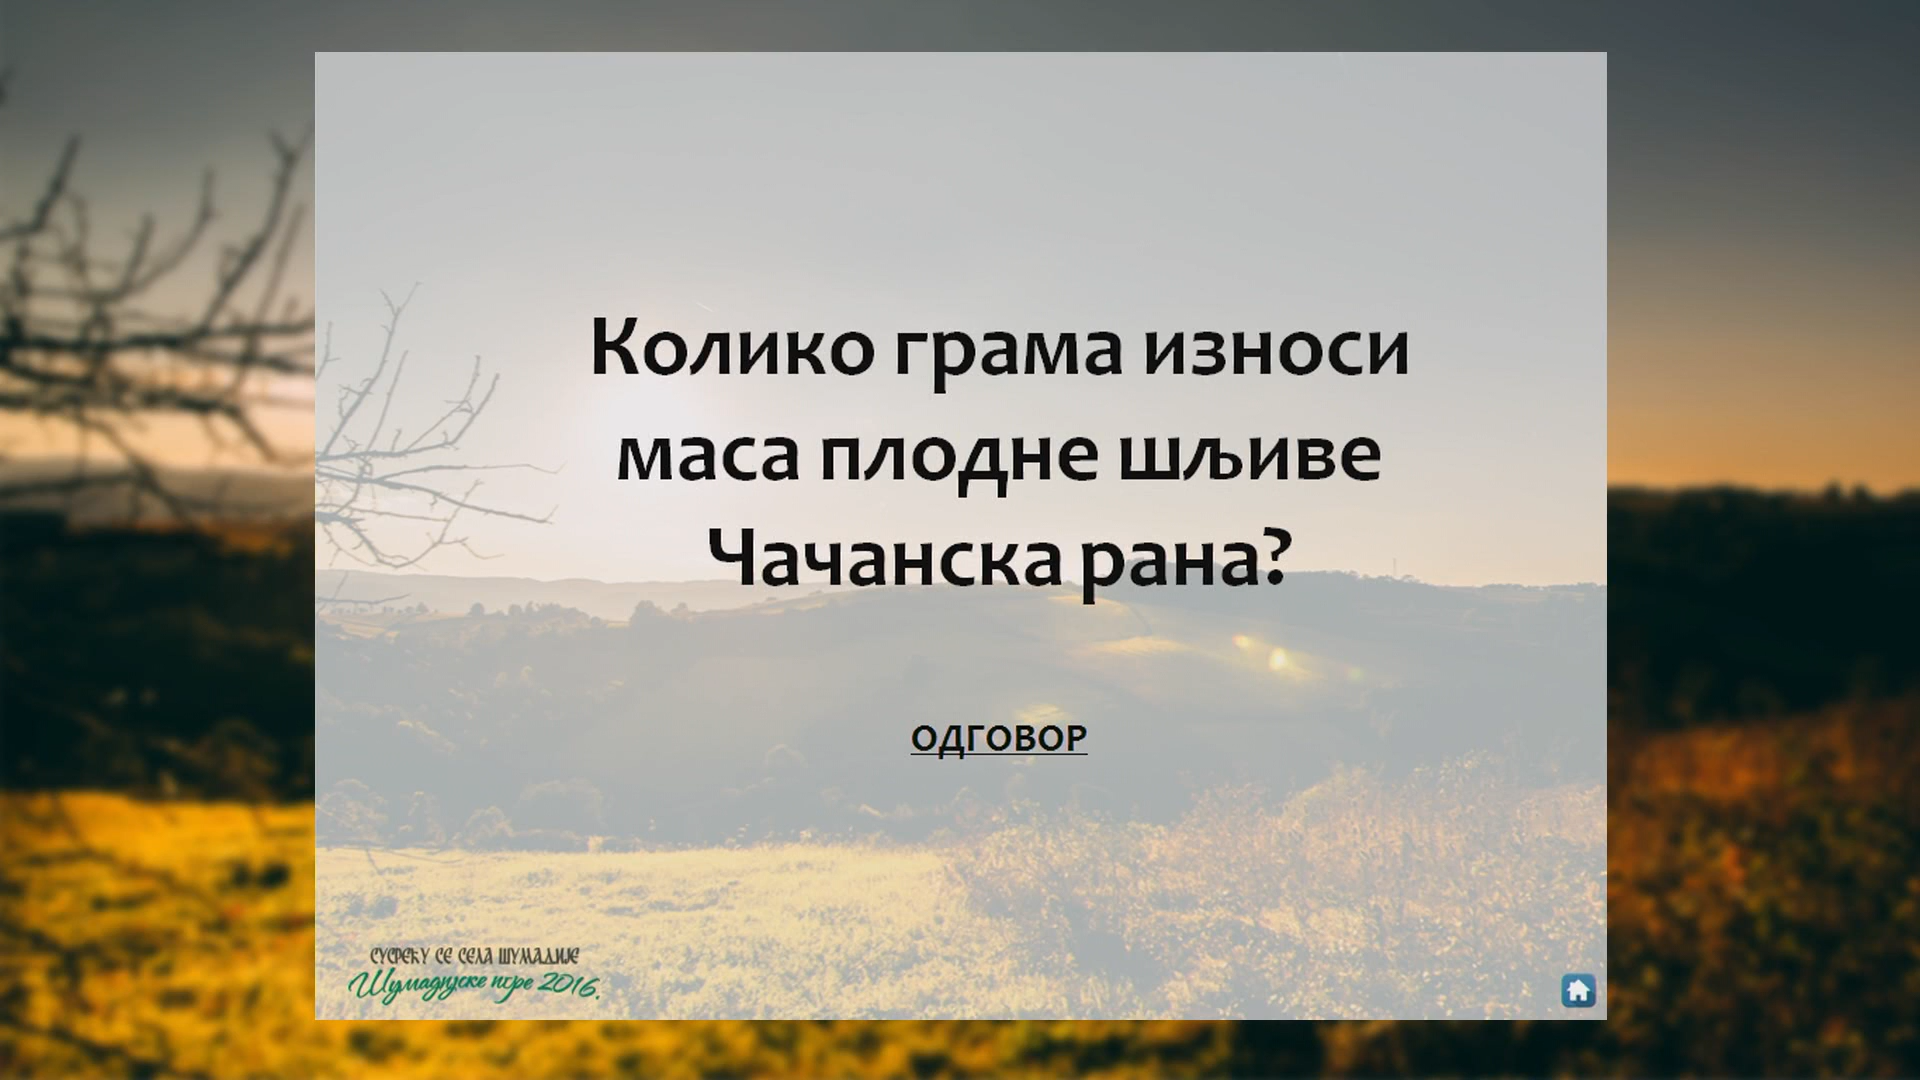 Колико грама износи
маса плодне шљиве
Чачанска рана?
ОДГОВОР
СУСРЕЋУ СЕ СЕЛА ШУМАДИЈЕ
Шумадијске игре 2016.